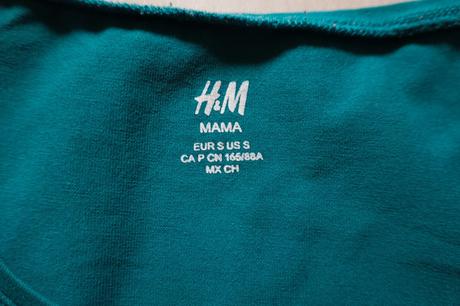 H&M
MAMA
EUR S US S
CA P CN 165/88A
MX CH